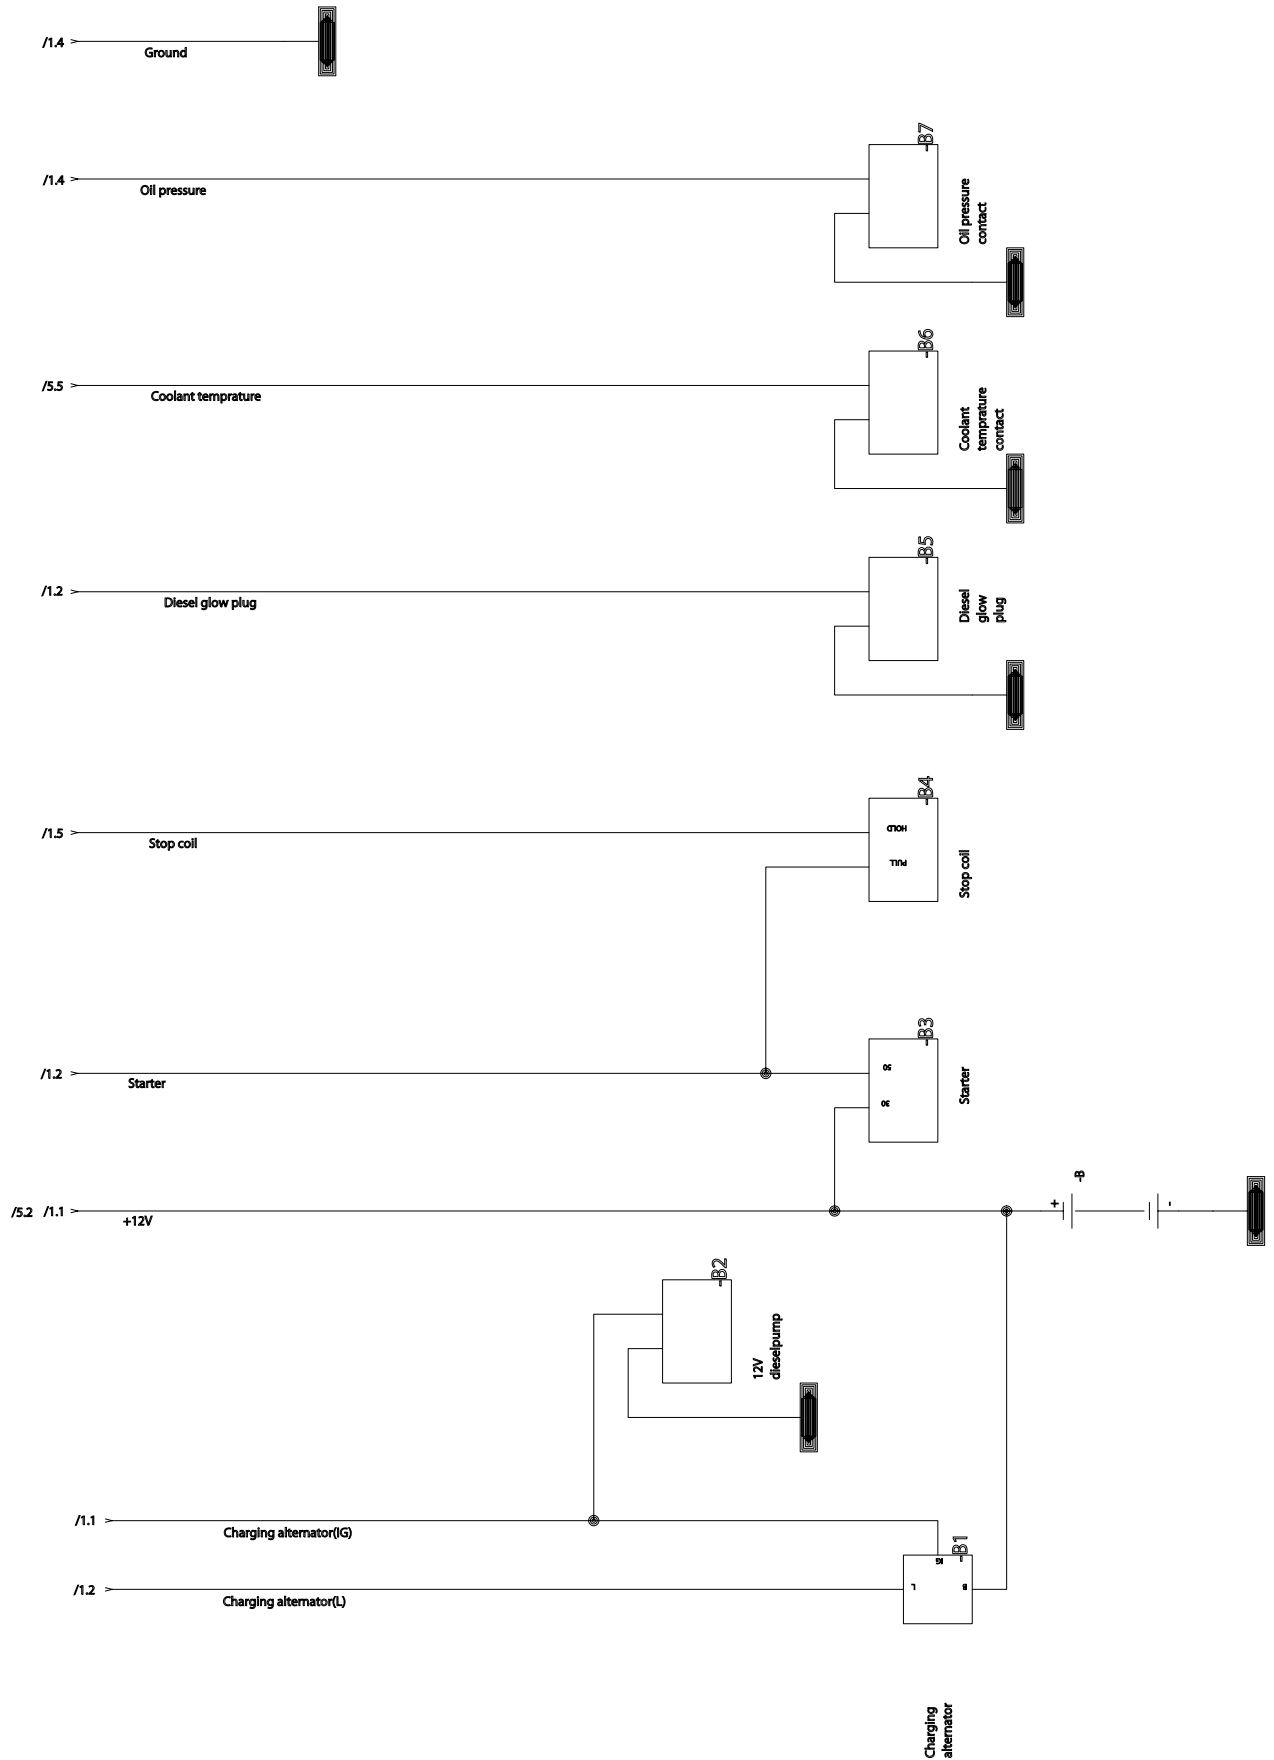 /1.4
Ground
-B7
/1.4
Oil pressure
Oil pressure
contact
-B6
/5.5
Coolant temprature
Coolant
temprature
contact
-B5
/1.2
Diesel glow plug
Diesel
glow
plug
-B4
/1.5
HOLD
Stop coil
PULL
Stop coil
-B3
/1.2
50
Starter
30
Starter
-B
+
-
/5.2 /1.1
+12V
-B2
12V
dieselpump
/1.1
Charging alternator(IG)
-B1
IG
/1.2
L
B
Charging alternator(L)
Charging
alternator